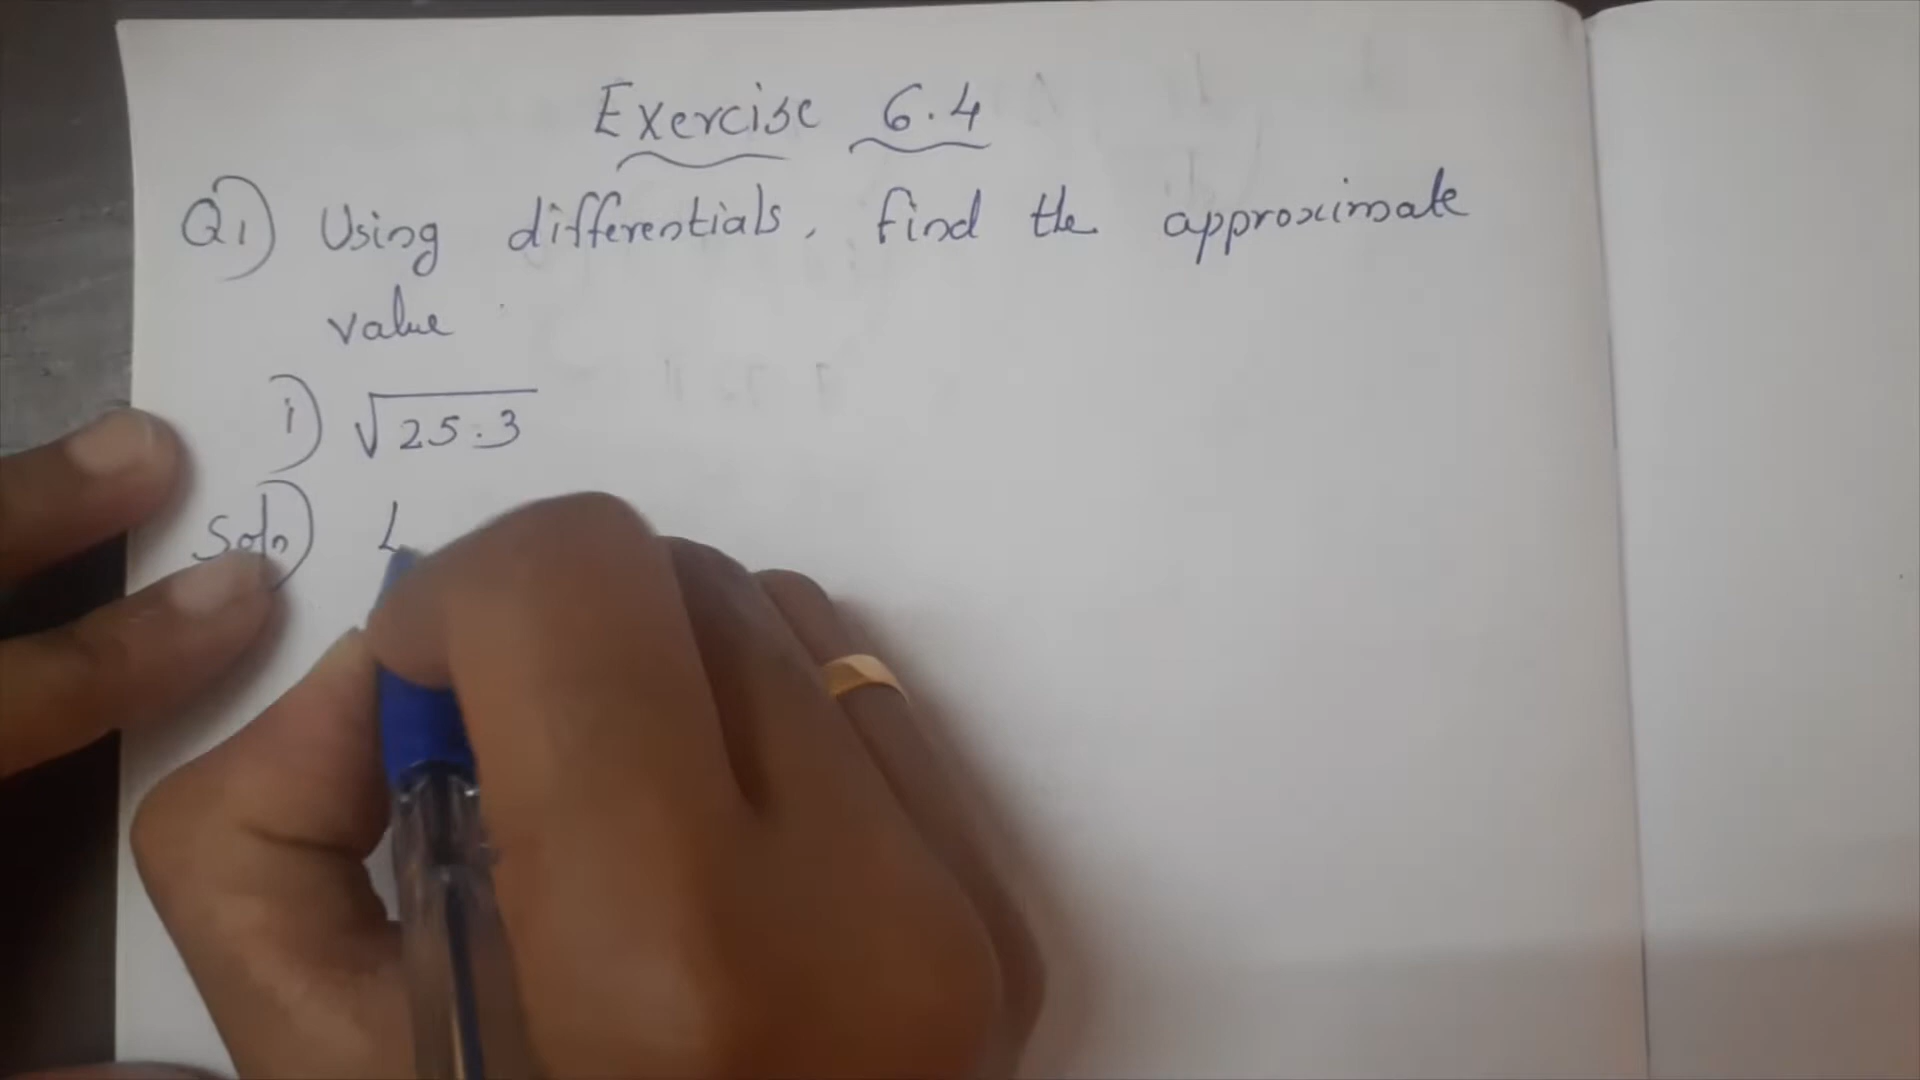 Exercise 6.4
Q1) Using differentials, find the approximate
value
i) √25.3
Soln) L